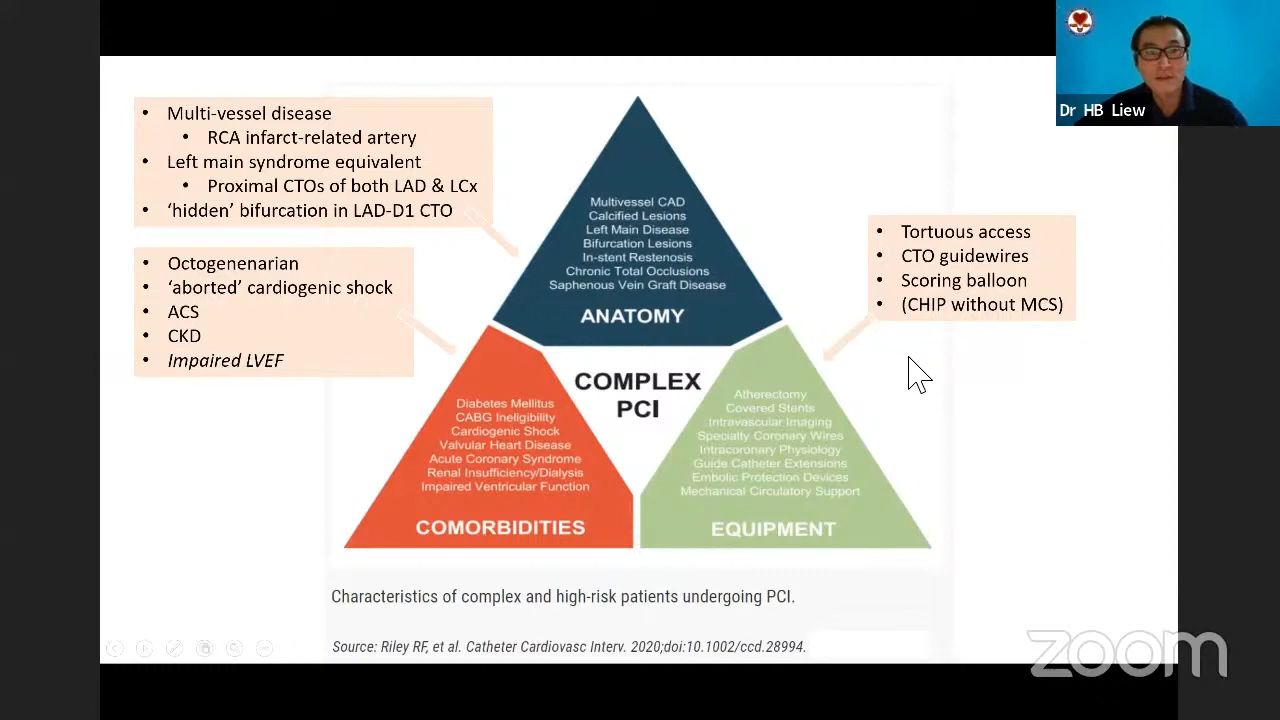 Dr HB Liew
• Multi-vessel disease
• RCA infarct-related artery
• Left main syndrome equivalent
• Proximal CTOs of both LAD & LCx
• ‘hidden’ bifurcation in LAD-D1 CTO
• Octogenenarian
• ‘aborted’ cardiogenic shock
• ACS
• CKD
• Impaired LVEF
• Tortuous access
• CTO guidewires
• Scoring balloon
• (CHIP without MCS)
Multivessel CAD
Calcified Lesions
Left Main Disease
Bifurcation Lesions
In-stent Restenosis
Chronic Total Occlusions
Saphenous Vein Graft Disease
ANATOMY
COMPLEX
PCI
Diabetes Mellitus
CABG Ineligibility
Cardiogenic Shock
Valvular Heart Disease
Acute Coronary Syndrome
Renal Insufficiency/Dialysis
Impaired Ventricular Function
COMORBIDITIES
Atherectomy
Covered Stents
Intravascular Imaging
Specialty Coronary Wires
Intracoronary Physiology
Guide Catheter Extensions
Embolic Protection Devices
Mechanical Circulatory Support
EQUIPMENT
Characteristics of complex and high-risk patients undergoing PCI.
Source: Riley RF, et al. Catheter Cardiovasc Interv. 2020;doi:10.1002/ccd.28994.
zoom